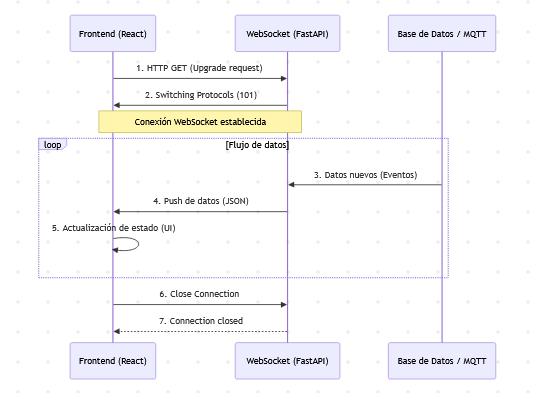 Frontend (React)
WebSocket (FastAPI)
Base de Datos / MQTT
1. HTTP GET (Upgrade request)
2. Switching Protocols (101)
Conexión WebSocket establecida
loop
[Flujo de datos]
3. Datos nuevos (Eventos)
4. Push de datos (JSON)
5. Actualización de estado (UI)
6. Close Connection
7. Connection closed
Frontend (React)
WebSocket (FastAPI)
Base de Datos / MQTT